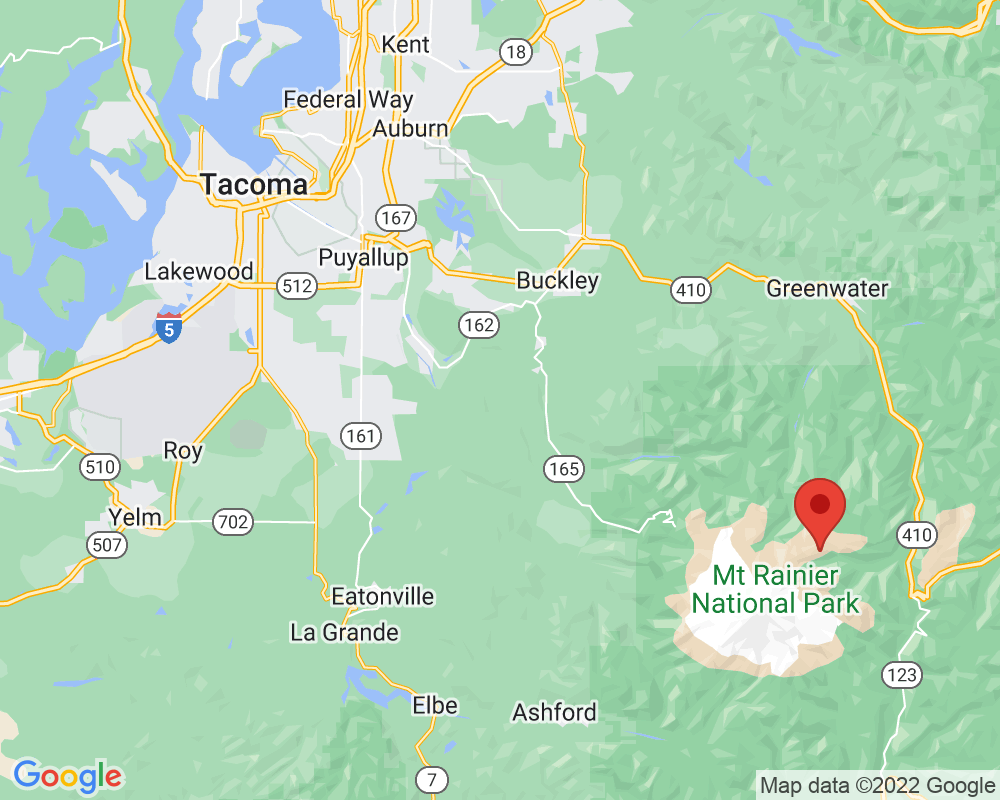 Kent
18
Federal Way
Auburn
Tacoma
167
Puyallup
Lakewood
512
Buckley
410
Greenwater
5
162
161
Roy
510
165
Yelm
702
507
410
Mt Rainier
National Park
Eatonville
La Grande
123
Elbe
Ashford
7
Google
Map data ©2022 Google